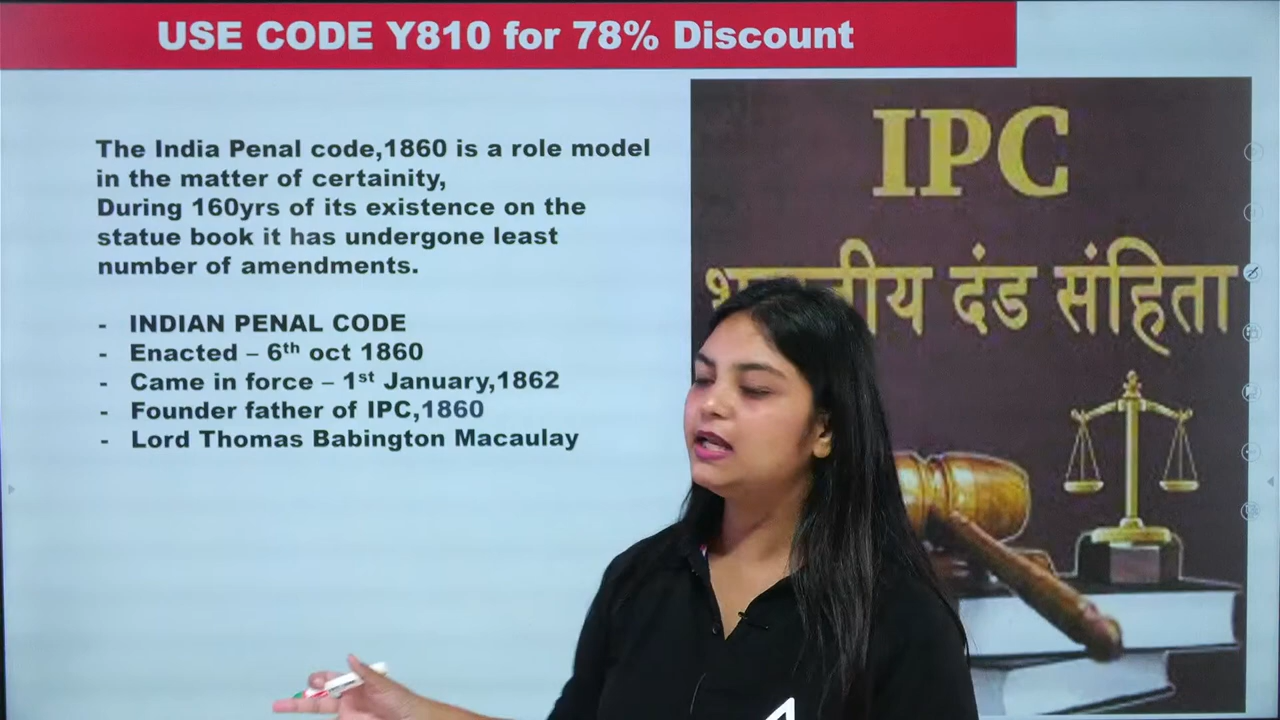 USE CODE Y810 for 78% Discount
The India Penal code,1860 is a role model
in the matter of certainity,
During 160yrs of its existence on the
statue book it has undergone least
number of amendments.
- INDIAN PENAL CODE
- Enacted – 6th oct 1860
- Came in force – 1st January,1862
- Founder father of IPC,1860
- Lord Thomas Babington Macaulay
IPC
दंड संहिता